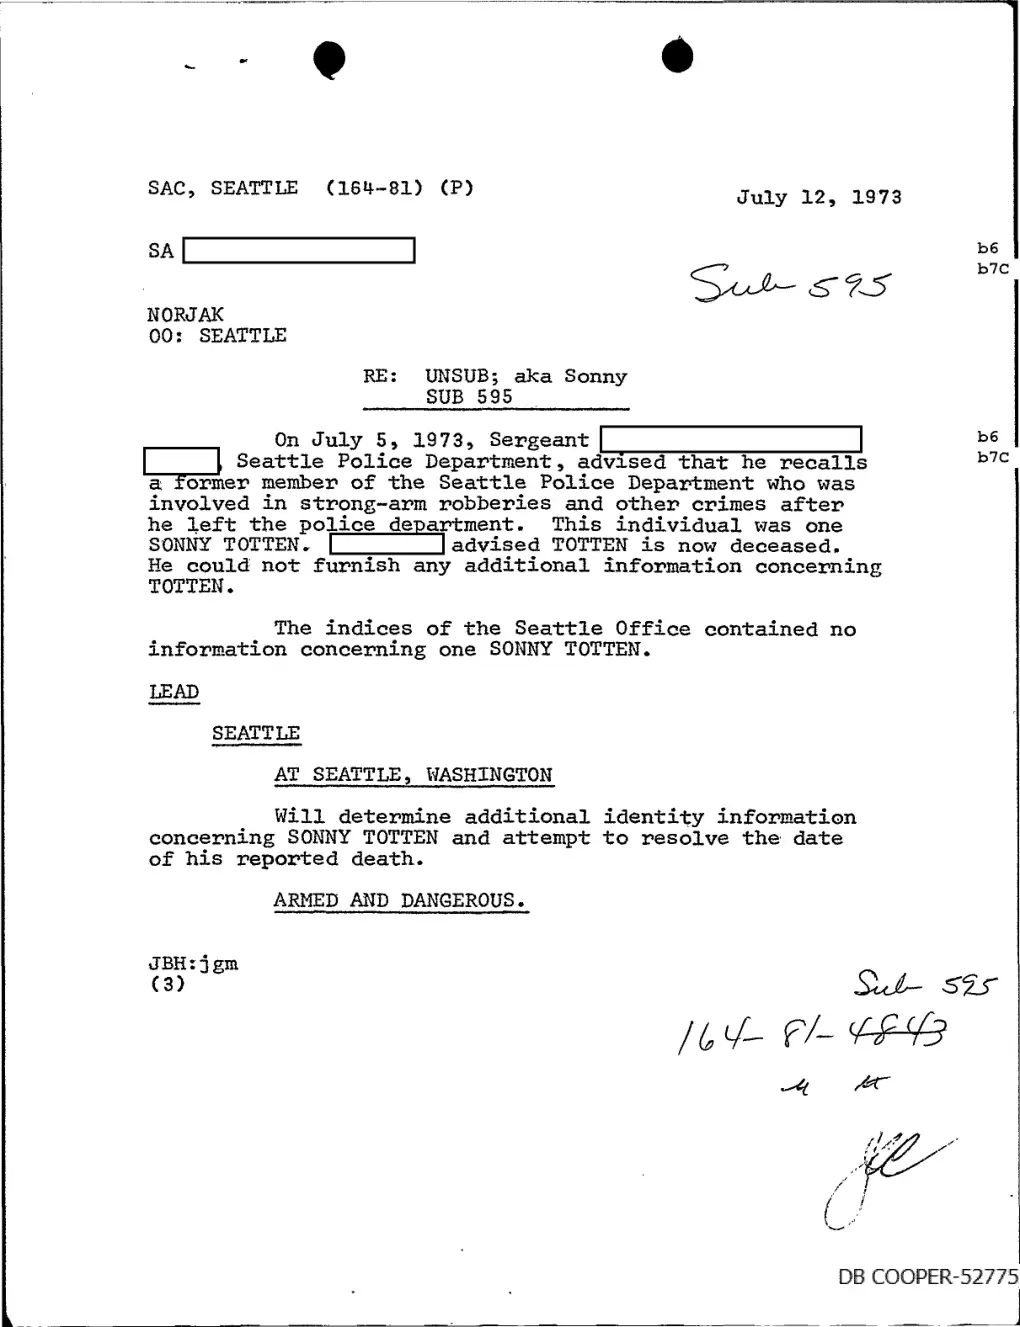 SAC, SEATTLE (164-81) (P)
July 12, 1973
SA
b6
b7C
Sub 595
NORJAK
OO: SEATTLE
RE: UNSUB; aka Sonny
SUB 595
On July 5, 1973, Sergeant
b6
, Seattle Police Department, advised that he recalls
b7C
a former member of the Seattle Police Department who was
involved in strong-arm robberies and other crimes after
he left the police department. This individual was one
SONNY TOTTEN. advised TOTTEN is now deceased.
He could not furnish any additional information concerning
TOTTEN.
The indices of the Seattle Office contained no
information concerning one SONNY TOTTEN.
LEAD
SEATTLE
AT SEATTLE, WASHINGTON
Will determine additional identity information
concerning SONNY TOTTEN and attempt to resolve the date
of his reported death.
ARMED AND DANGEROUS.
JBH:jgm
(3)
Sub 595
164-81-4843
DB COOPER-52775